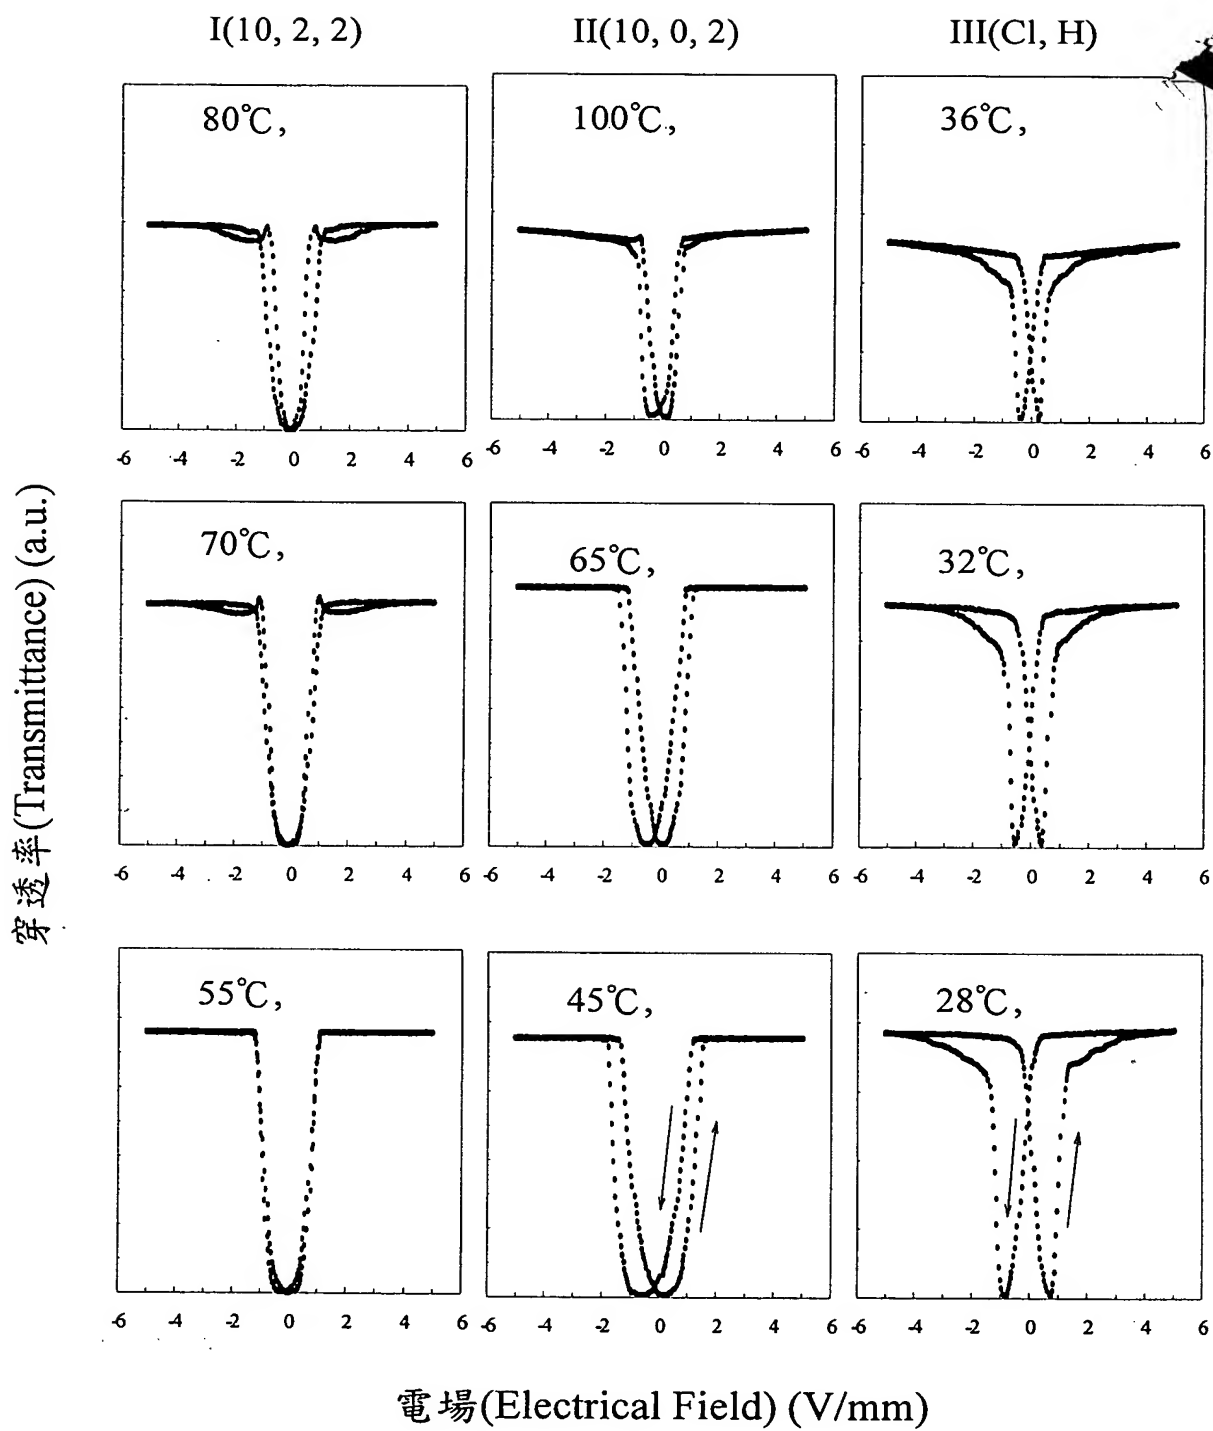 I(10, 2, 2) II(10, 0, 2) III(Cl, H)
80℃, 100℃, 36℃,
-6 -4 -2 0 2 4 6 -6 -4 -2 0 2 4 6 -6 -4 -2 0 2 4 6
70℃, 65℃, 32℃,
-6 -4 -2 0 2 4 6 -6 -4 -2 0 2 4 6 -6 -4 -2 0 2 4 6
55℃, 45℃, 28℃,
-6 -4 -2 0 2 4 6 -6 -4 -2 0 2 4 6 -6 -4 -2 0 2 4 6
穿透率(Transmittance) (a.u.)
電場(Electrical Field) (V/mm)